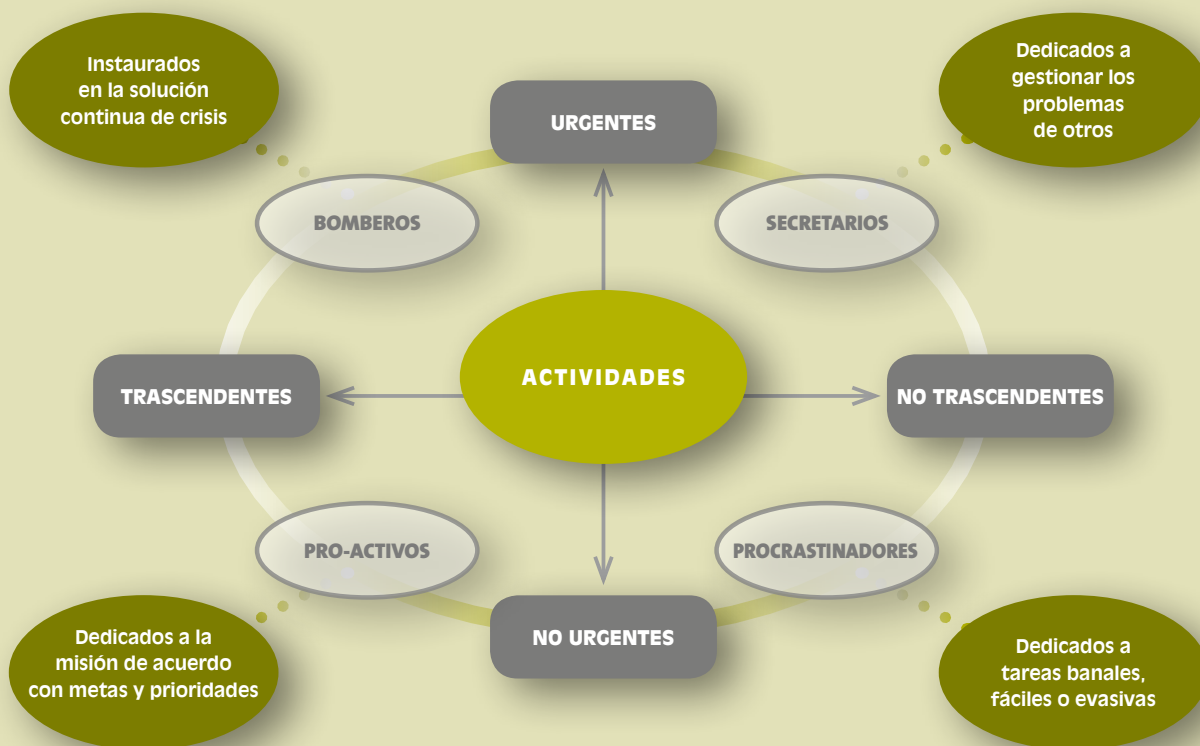 Instaurados
en la solución
continua de crisis
Dedicados a
gestionar los
problemas
de otros
URGENTES
BOMBEROS
SECRETARIOS
ACTIVIDADES
TRASCENDENTES
NO TRASCENDENTES
PRO-ACTIVOS
PROCRASTINADORES
NO URGENTES
Dedicados a la
misión de acuerdo
con metas y prioridades
Dedicados a
tareas banales,
fáciles o evasivas